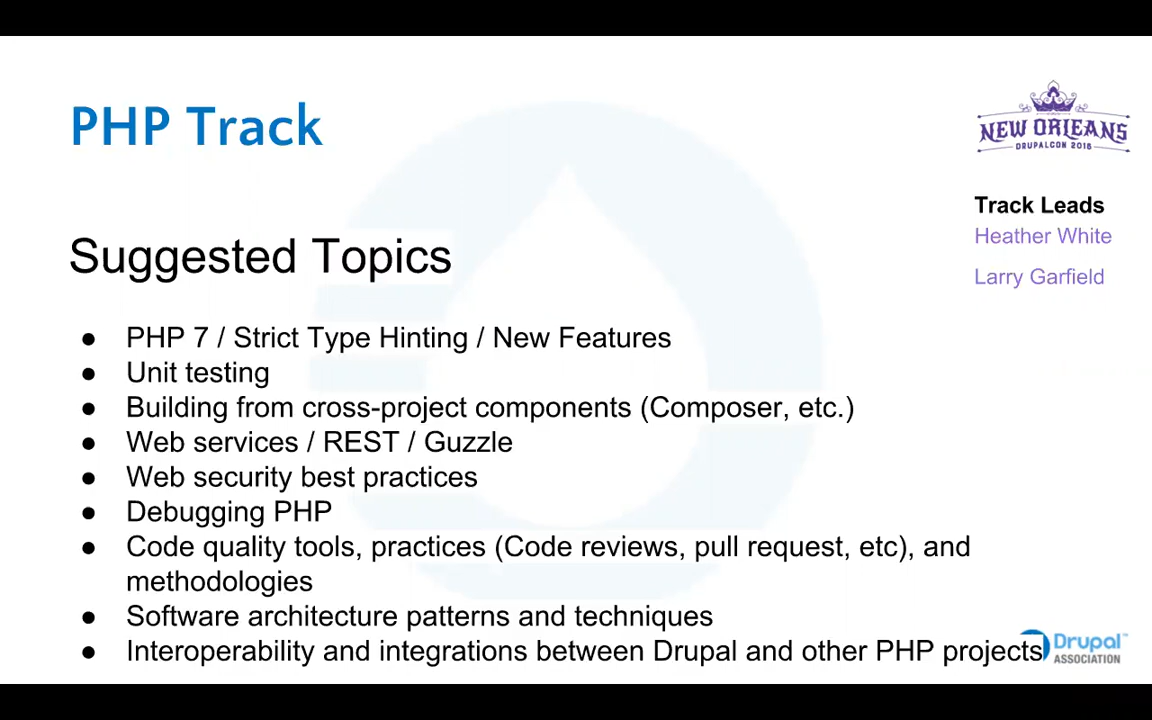 PHP Track
NEW ORLEANS
DRUPALCON 2016
Track Leads
Heather White
Larry Garfield
Suggested Topics
● PHP 7 / Strict Type Hinting / New Features
● Unit testing
● Building from cross-project components (Composer, etc.)
● Web services / REST / Guzzle
● Web security best practices
● Debugging PHP
● Code quality tools, practices (Code reviews, pull request, etc), and
methodologies
● Software architecture patterns and techniques
● Interoperability and integrations between Drupal and other PHP projects
Drupal™
ASSOCIATION